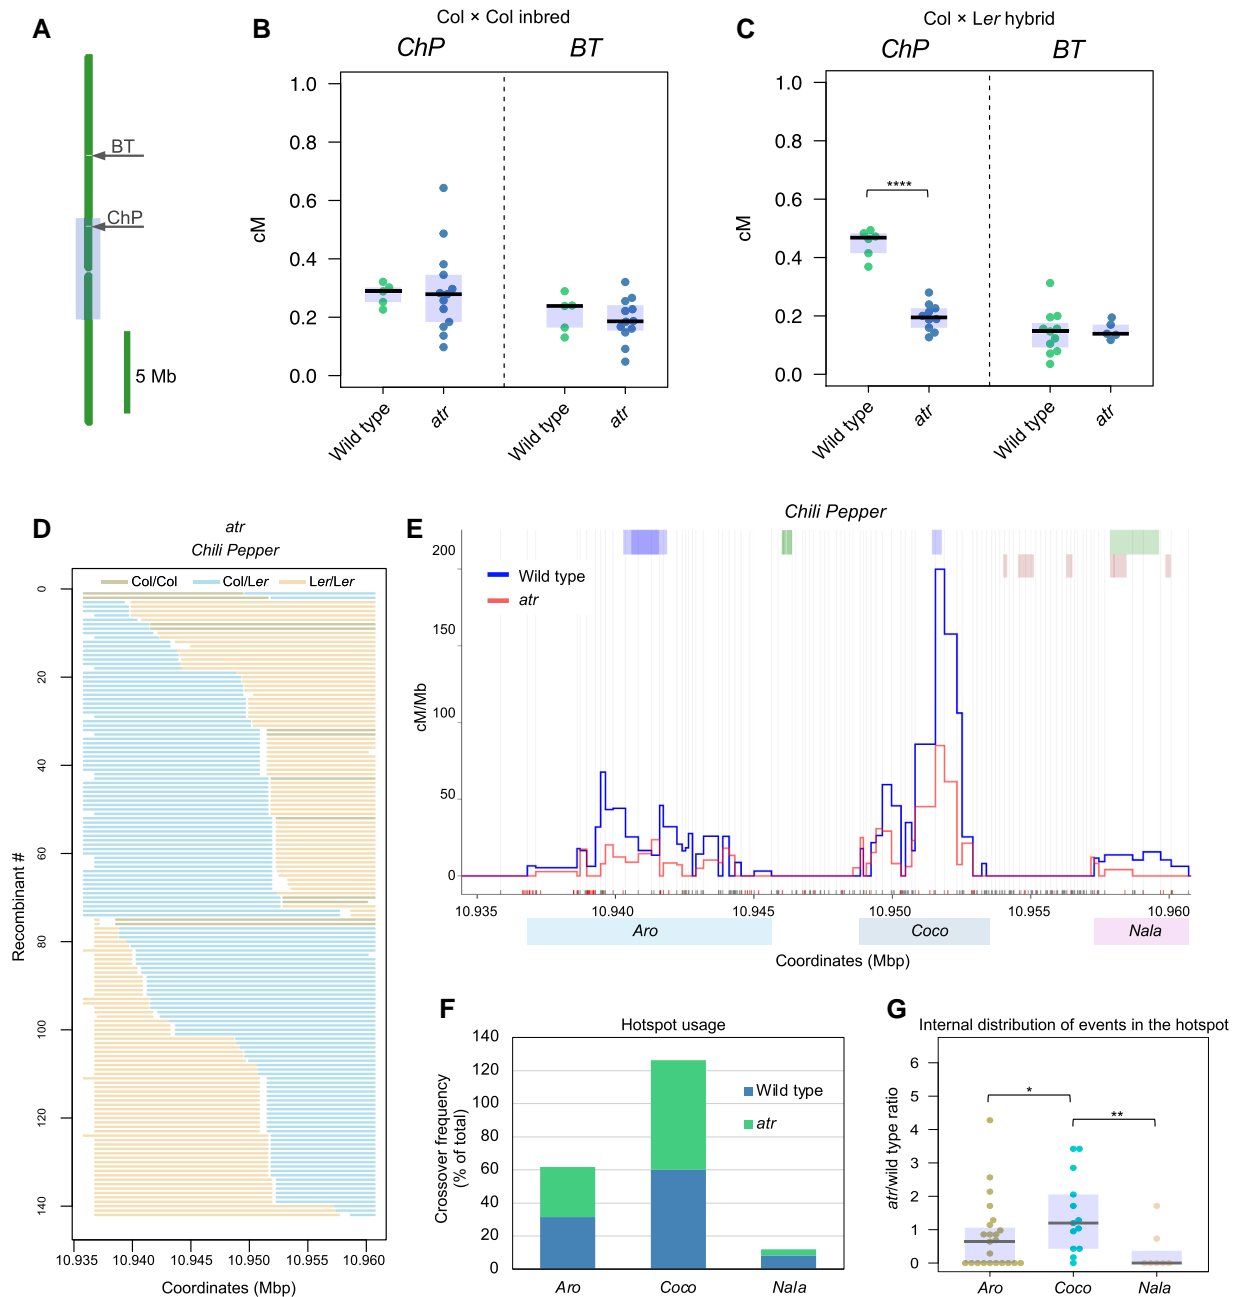 A
BT
ChP
5 Mb
B
Col × Col inbred
ChP
BT
cM
1.0
0.8
0.6
0.4
0.2
0.0
Wild type
atr
Wild type
atr
C
Col × Ler hybrid
ChP
BT
cM
1.0
0.8
0.6
0.4
0.2
0.0
****
Wild type
atr
Wild type
atr
D
atr
Chili Pepper
Col/Col
Col/Ler
Ler/Ler
Recombinant #
0
20
40
60
80
100
120
140
10.935
10.940
10.945
10.950
10.955
10.960
Coordinates (Mbp)
E
Chili Pepper
Wild type
atr
cM/Mb
200
150
100
50
0
10.935
10.940
10.945
10.950
10.955
10.960
Aro
Coco
Nala
Coordinates (Mbp)
F
Hotspot usage
Crossover frequency
(% of total)
140
120
100
80
60
40
20
0
Wild type
atr
Aro
Coco
Nala
G
Internal distribution of events in the hotspot
atr/wild type ratio
6
5
4
3
2
1
0
*
**
Aro
Coco
Nala